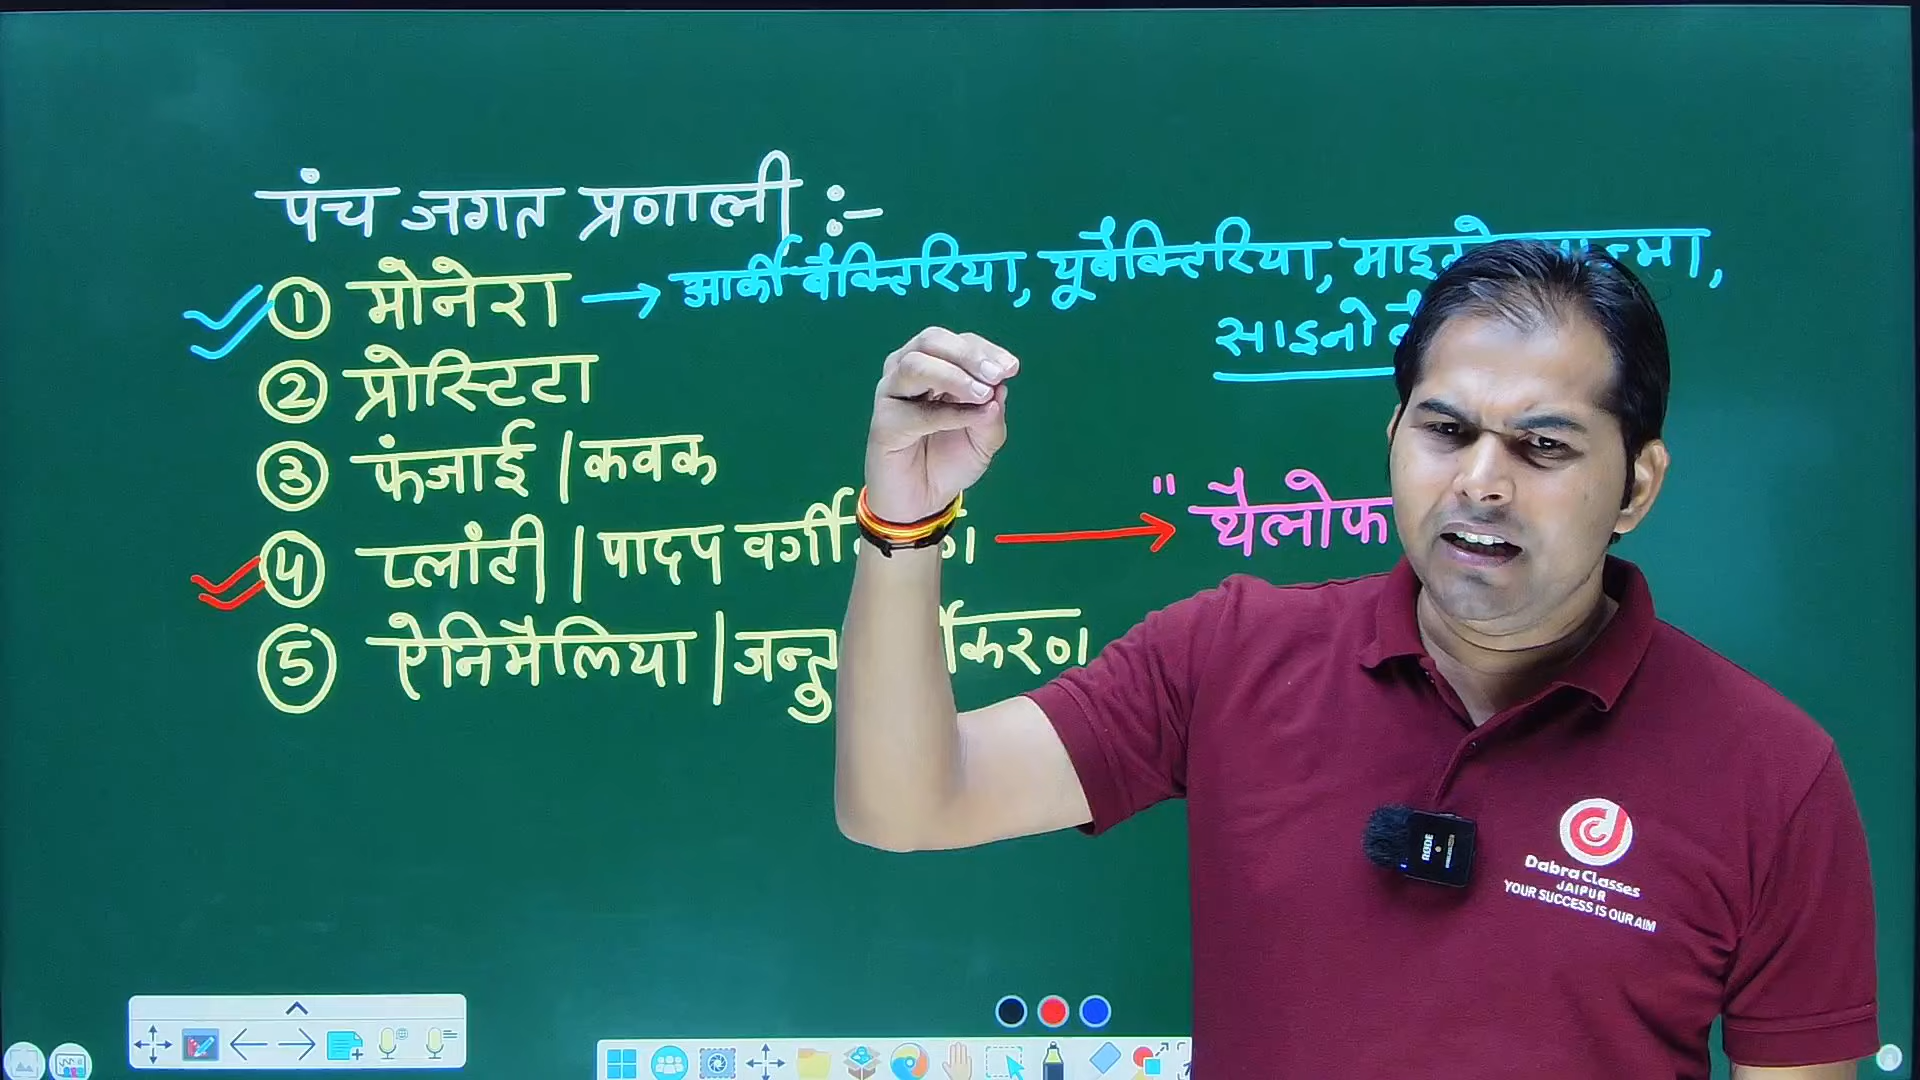 पंच जगत प्रणाली :-
① मोनेरा → आर्की बैक्टिरिया, यूबैक्टिरिया,
साइनो
② प्रोस्टिटा
③ फंजाई | कवक
④ प्लांटी | पादप → "थैलोफ
⑤ ऐनिमैलिया | जन्तु
RØDE
Dabra Classes
JAIPUR
YOUR SUCCESS IS OUR AIM